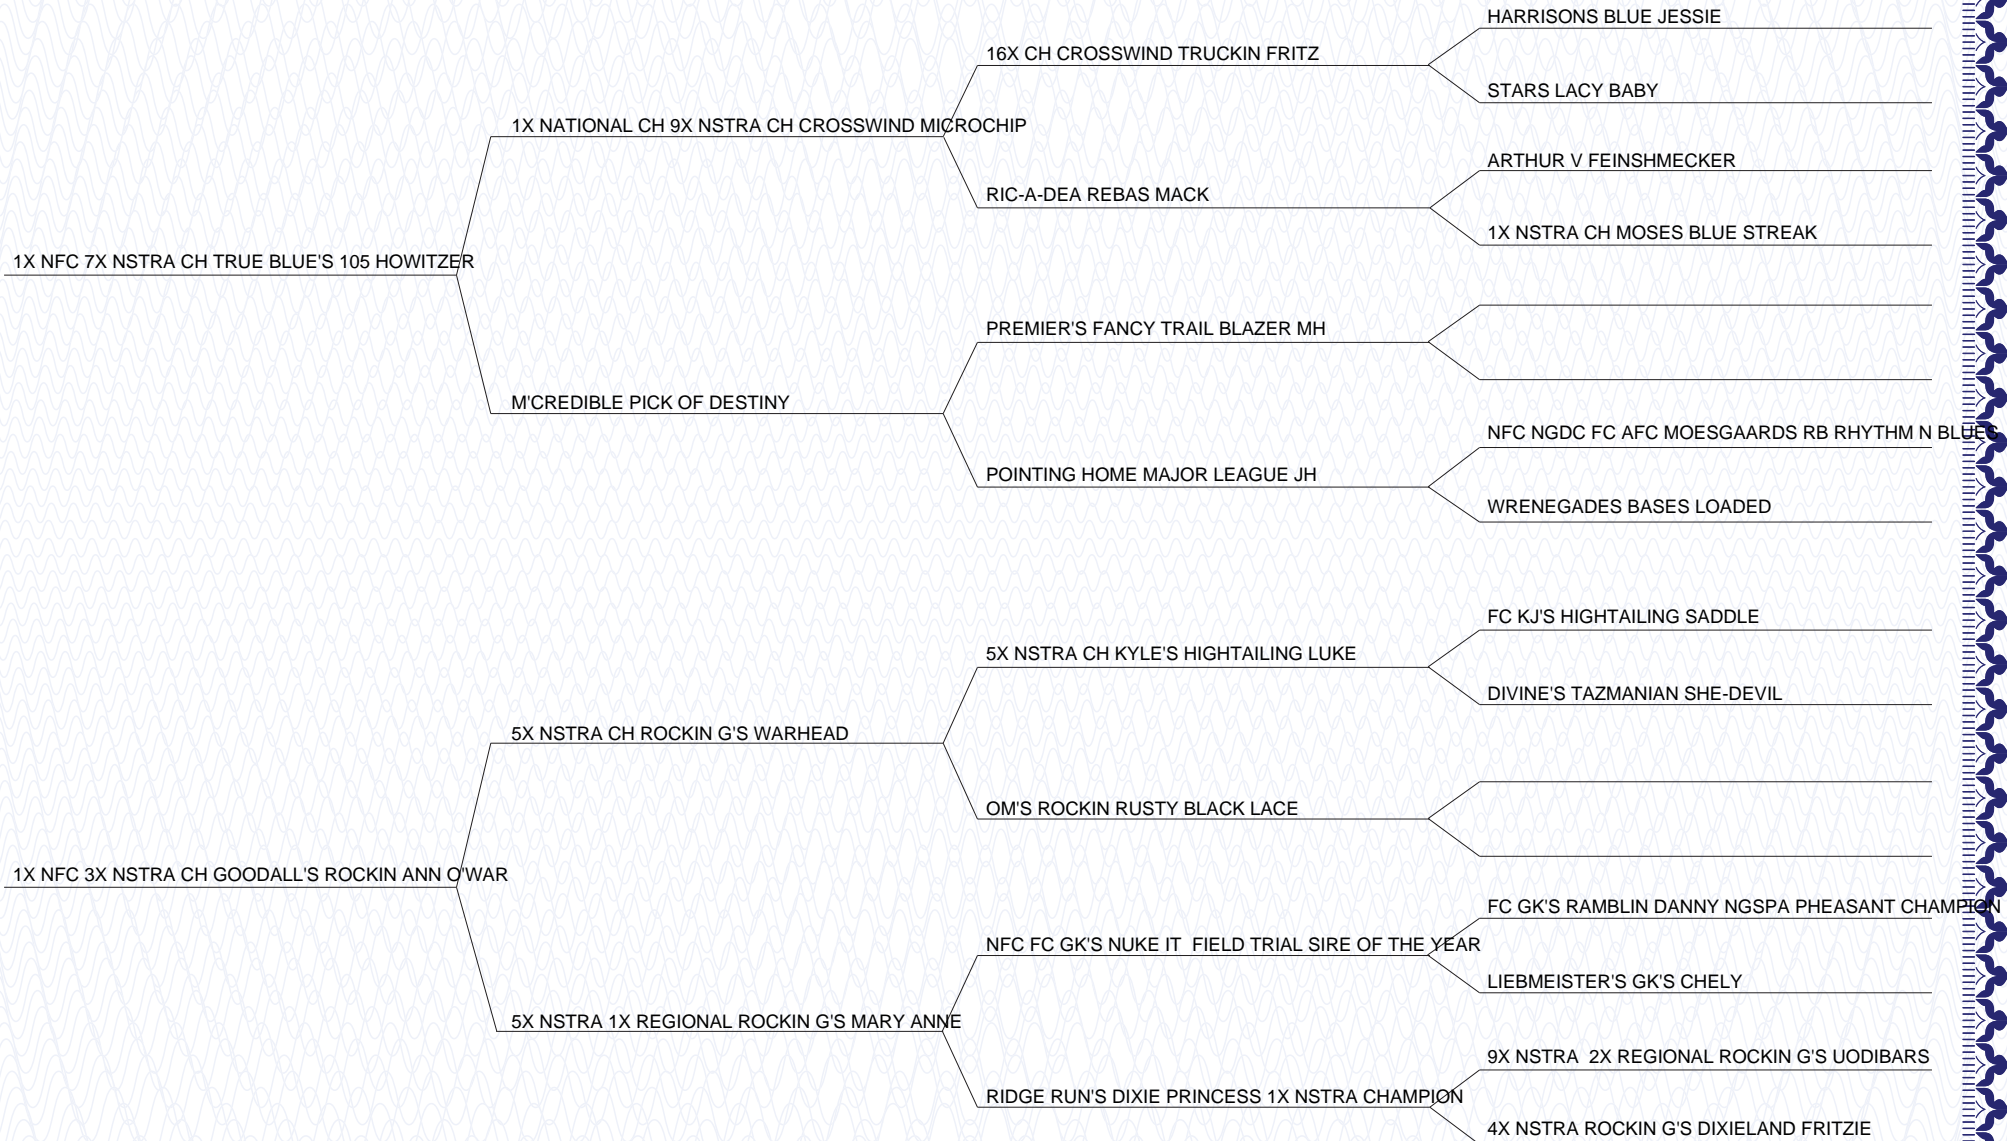 HARRISONS BLUE JESSIE
16X CH CROSSWIND TRUCKIN FRITZ
STARS LACY BABY
1X NATIONAL CH 9X NSTRA CH CROSSWIND MICROCHIP
ARTHUR V FEINSHMECKER
RIC-A-DEA REBAS MACK
1X NSTRA CH MOSES BLUE STREAK
1X NFC 7X NSTRA CH TRUE BLUE'S 105 HOWITZER
PREMIER'S FANCY TRAIL BLAZER MH
M'CREDIBLE PICK OF DESTINY
NFC NGDC FC AFC MOESGAARDS RB RHYTHM N BLUES
POINTING HOME MAJOR LEAGUE JH
WRENEGADES BASES LOADED
FC KJ'S HIGHTAILING SADDLE
5X NSTRA CH KYLE'S HIGHTAILING LUKE
DIVINE'S TAZMANIAN SHE-DEVIL
5X NSTRA CH ROCKIN G'S WARHEAD
OM'S ROCKIN RUSTY BLACK LACE
1X NFC 3X NSTRA CH GOODALL'S ROCKIN ANN O'WAR
FC GK'S RAMBLIN DANNY NGSPA PHEASANT CHAMPION
NFC FC GK'S NUKE IT  FIELD TRIAL SIRE OF THE YEAR
LIEBMEISTER'S GK'S CHELY
5X NSTRA 1X REGIONAL ROCKIN G'S MARY ANNE
9X NSTRA  2X REGIONAL ROCKIN G'S UODIBARS
RIDGE RUN'S DIXIE PRINCESS 1X NSTRA CHAMPION
4X NSTRA ROCKIN G'S DIXIELAND FRITZIE